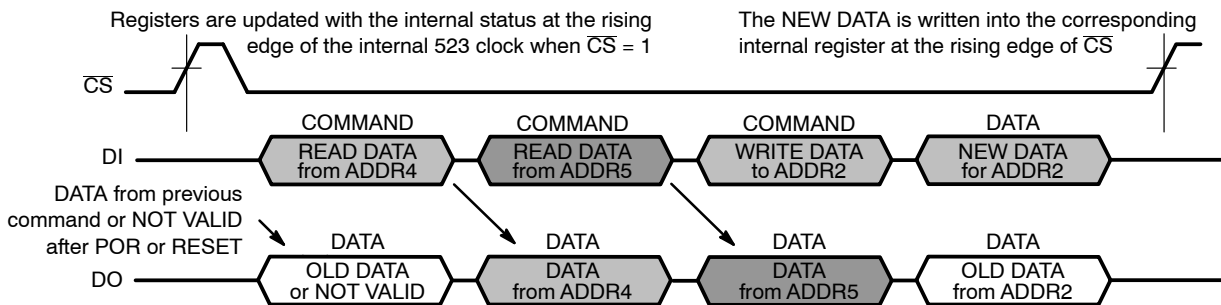 Registers are updated with the internal status at the rising
edge of the internal 523 clock when CS = 1
The NEW DATA is written into the corresponding
internal register at the rising edge of CS
CS
COMMAND
COMMAND
COMMAND
DATA
DI
READ DATA
from ADDR4
READ DATA
from ADDR5
WRITE DATA
to ADDR2
NEW DATA
for ADDR2
DATA from previous
command or NOT VALID
after POR or RESET
DATA
DATA
DATA
DATA
DO
OLD DATA
or NOT VALID
DATA
from ADDR4
DATA
from ADDR5
OLD DATA
from ADDR2